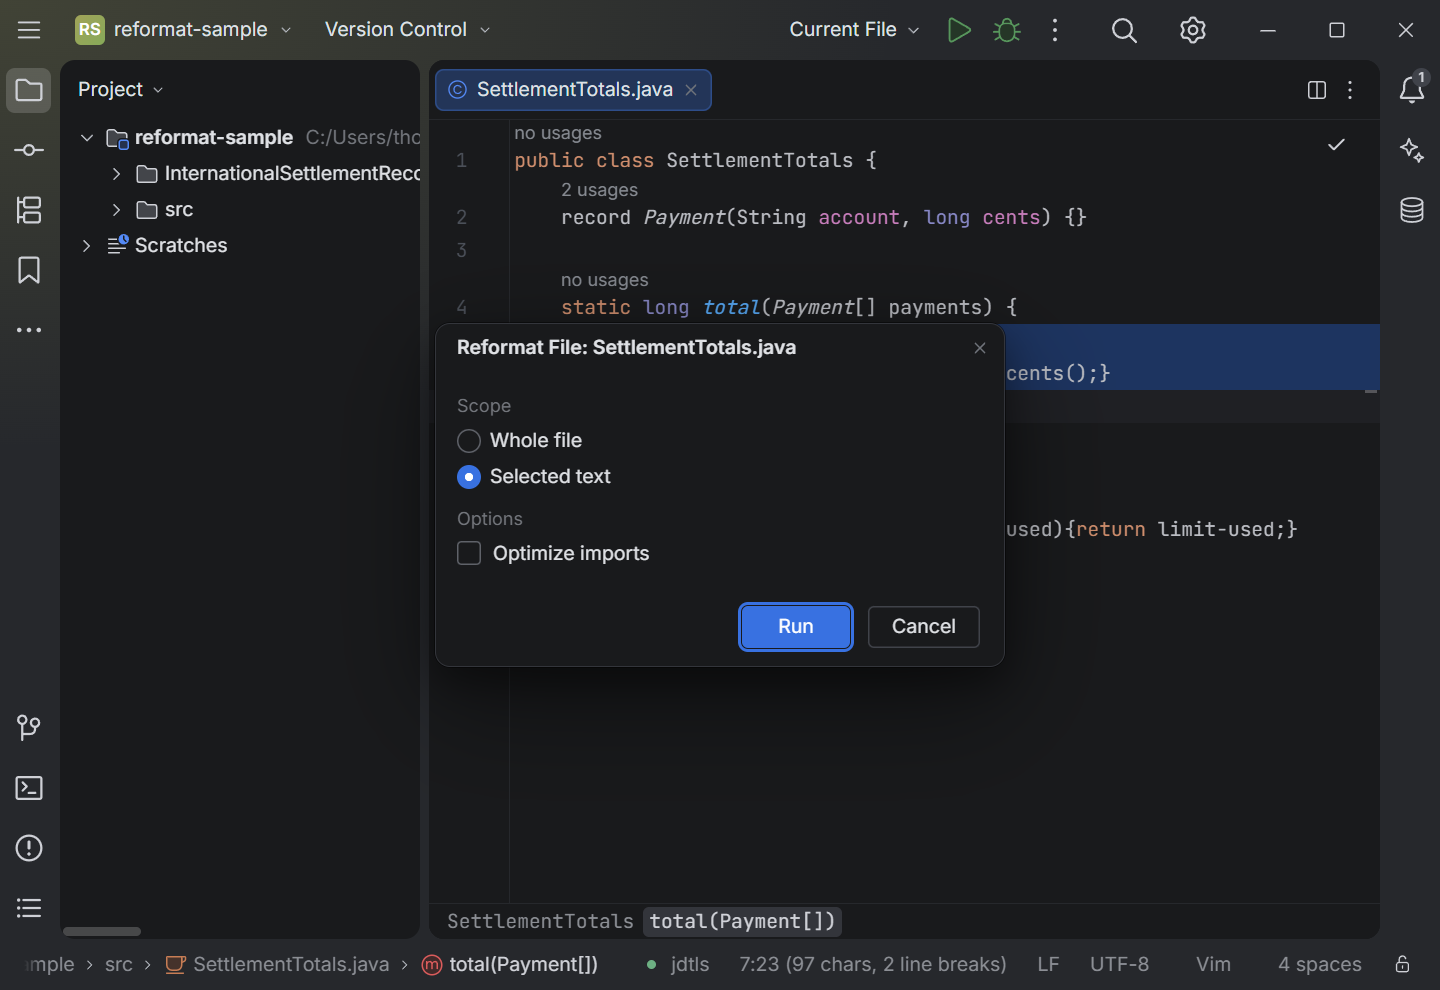 RS reformat-sample Version Control Current File
Project
SettlementTotals.java
1
reformat-sample C:/Users/tho
InternationalSettlementRec
src
Scratches
no usages
1 public class SettlementTotals {
2 usages
2 record Payment(String account, long cents) {}
3
no usages
4 static long total(Payment[] payments) {
cents();}
used){return limit-used;}
Reformat File: SettlementTotals.java
Scope
Whole file
Selected text
Options
Optimize imports
Run Cancel
SettlementTotals total(Payment[])
mple > src > SettlementTotals.java > total(Payment[]) jdtls 7:23 (97 chars, 2 line breaks) LF UTF-8 Vim 4 spaces